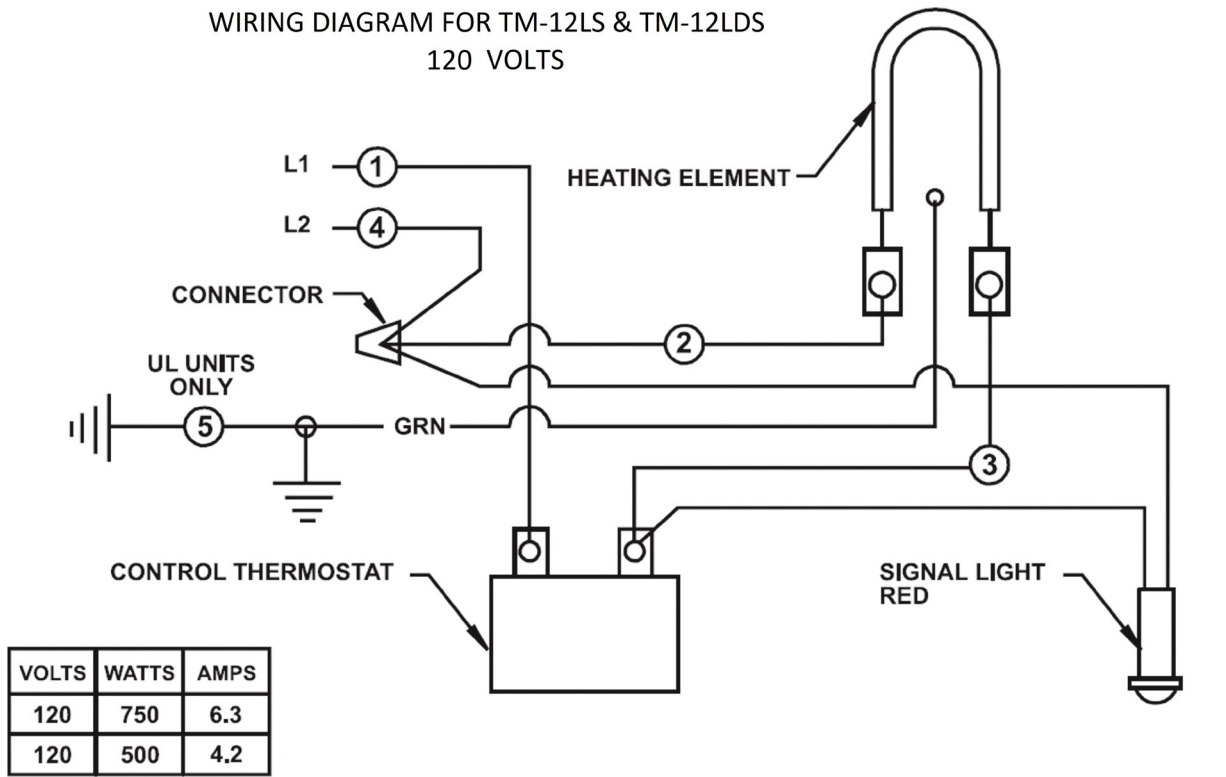 WIRING DIAGRAM FOR TM-12LS & TM-12LDS
120 VOLTS
L1
1
HEATING ELEMENT
L2
4
CONNECTOR
2
UL UNITS
ONLY
5
GRN
3
CONTROL THERMOSTAT
SIGNAL LIGHT
RED
VOLTS WATTS AMPS
120 750 6.3
120 500 4.2